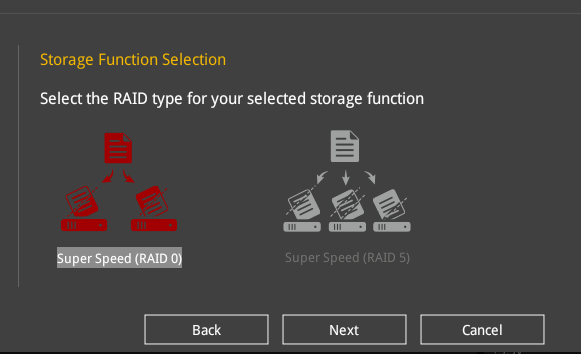 Storage Function Selection
Select the RAID type for your selected storage function
Super Speed (RAID 0)
Super Speed (RAID 5)
Back
Next
Cancel